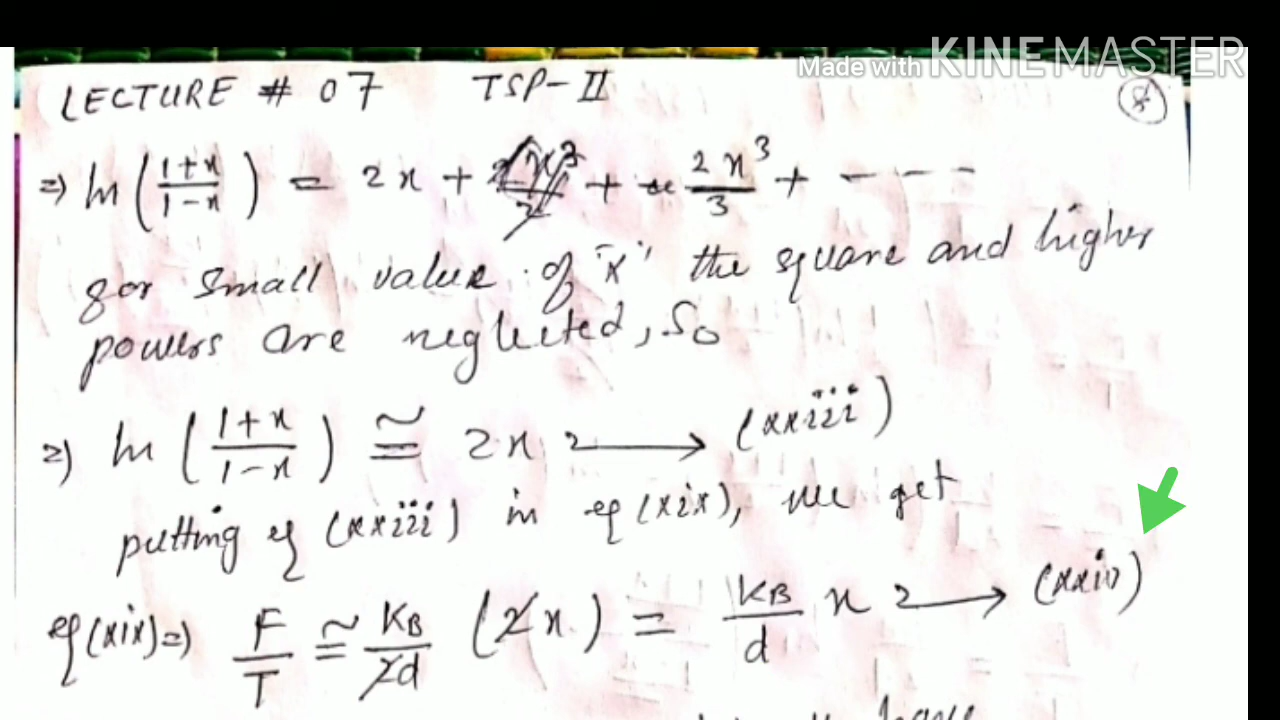 Made with KINEMASTER
LECTURE # 07 TSP-II
⇒ ln(1+x/1-x) = 2x + + 2x³/3 + - - - -
for small value of "x" the square and higher
powers are neglected, So
⇒ ln(1+x/1-x) ≅ 2x → (xxiii)
putting eq (xxiii) in eq (xix), we get
eq(xix)⇒ F/T ≅ KB/2d (2x) = KB/d x → (xxiv)
have